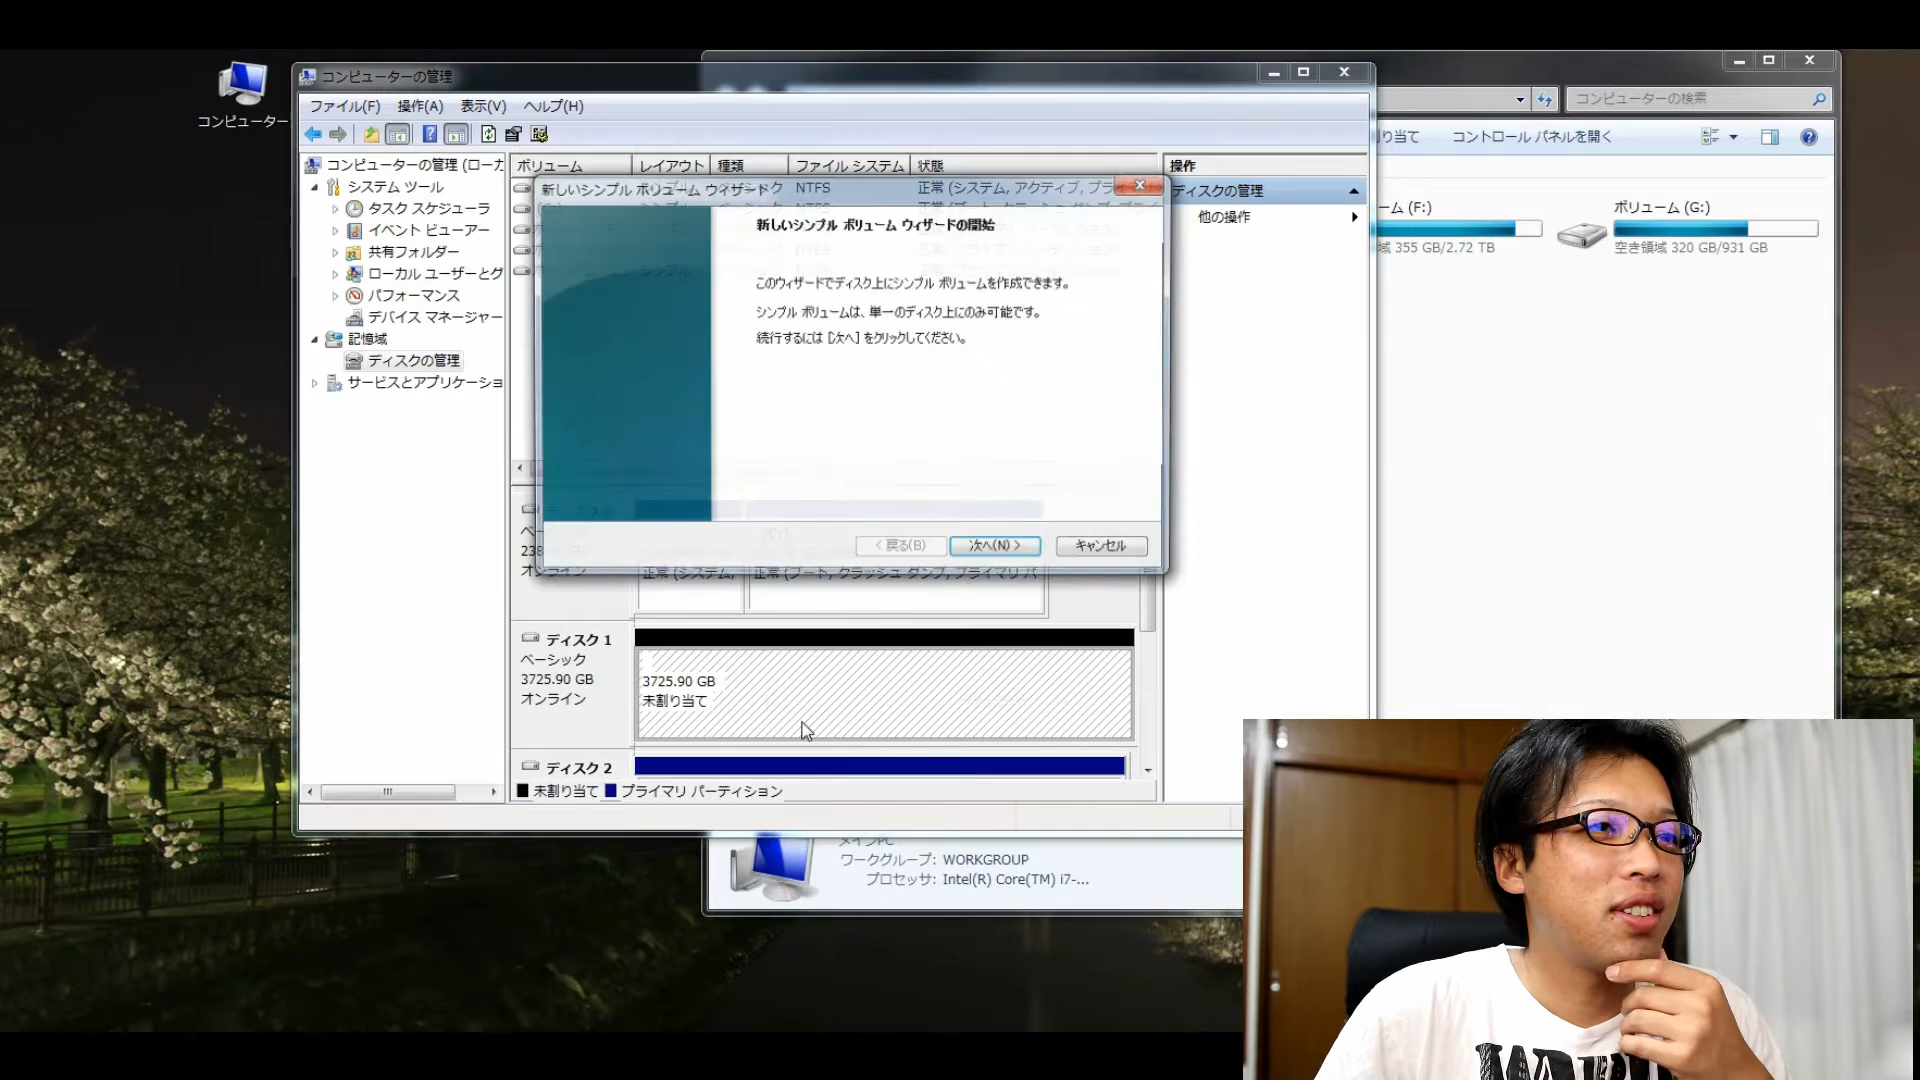 コンピューター
コンピューターの管理
ファイル(F) 操作(A) 表示(V) ヘルプ(H)
コンピューターの管理 (ローカ
システム ツール
タスク スケジューラ
イベント ビューアー
共有フォルダー
ローカル ユーザーとグ
パフォーマンス
デバイス マネージャー
記憶域
ディスクの管理
サービスとアプリケーショ
ボリューム レイアウト 種類 ファイル システム 状態
NTFS 正常 (システム, アクティブ, プラ
操作
ディスクの管理
他の操作
新しいシンプル ボリューム ウィザード
新しいシンプル ボリューム ウィザードの開始
このウィザードでディスク上にシンプル ボリュームを作成できます。
シンプル ボリュームは、単一のディスク上にのみ可能です。
続行するには [次へ] をクリックしてください。
< 戻る(B) 次へ(N) > キャンセル
オンライン
正常 (システム, 正常 (ブート, クラッシュ ダンプ, プライマリ パ
ディスク 1
ベーシック
3725.90 GB
オンライン
3725.90 GB
未割り当て
ディスク 2
未割り当て プライマリ パーティション
コンピューターの検索
り当て コントロール パネルを開く
ーム (F:)
域 355 GB/2.72 TB
ボリューム (G:)
空き領域 320 GB/931 GB
メインPC
ワークグループ: WORKGROUP
プロセッサ: Intel(R) Core(TM) i7-...